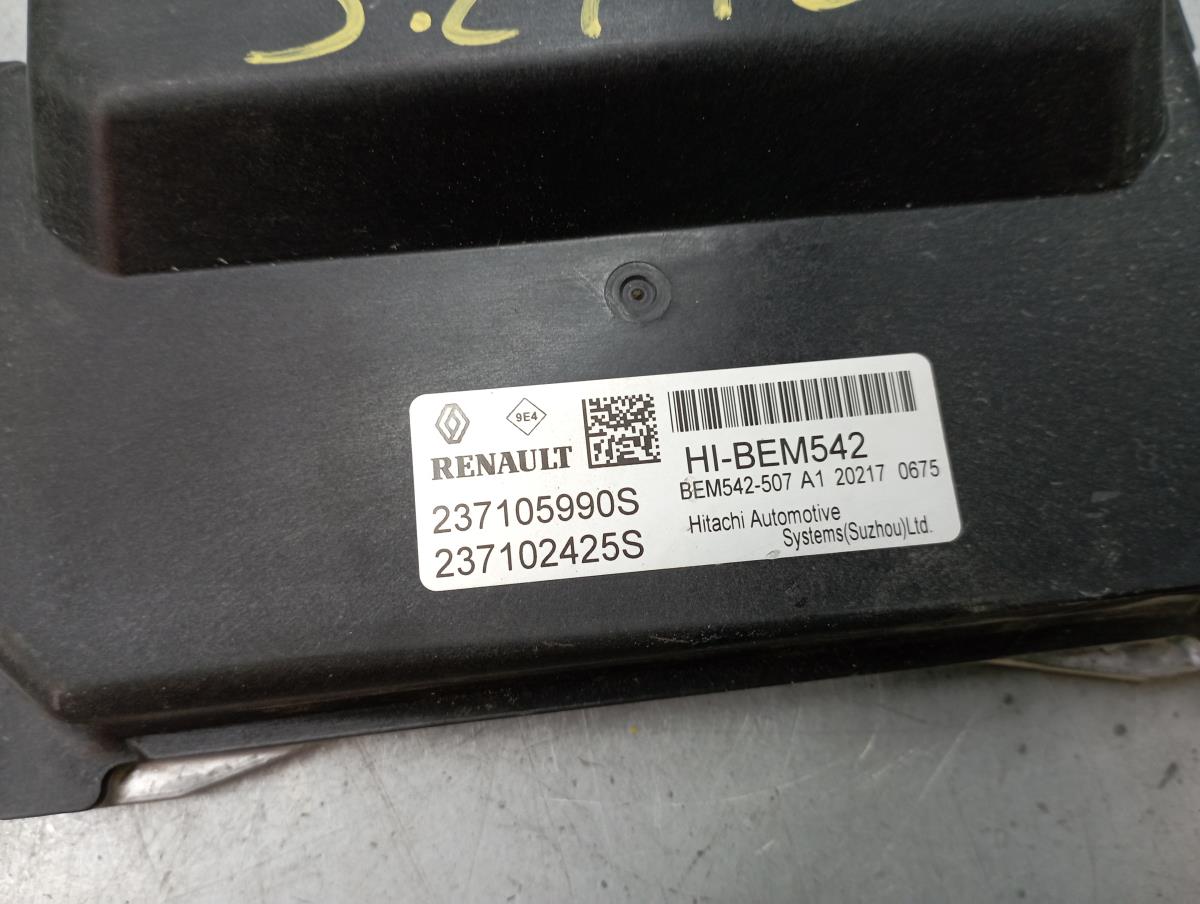 9E4
RENAULT
237105990S
237102425S
HI-BEM542
BEM542-507 A1 20217 0675
Hitachi Automotive
Systems(Suzhou)Ltd.